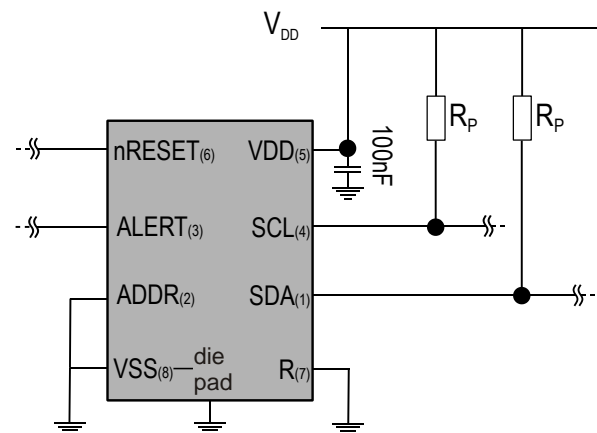 VDD
nRESET(6)
VDD(5)
100nF
RP
RP
ALERT(3)
SCL(4)
ADDR(2)
SDA(1)
VSS(8)
die
pad
R(7)